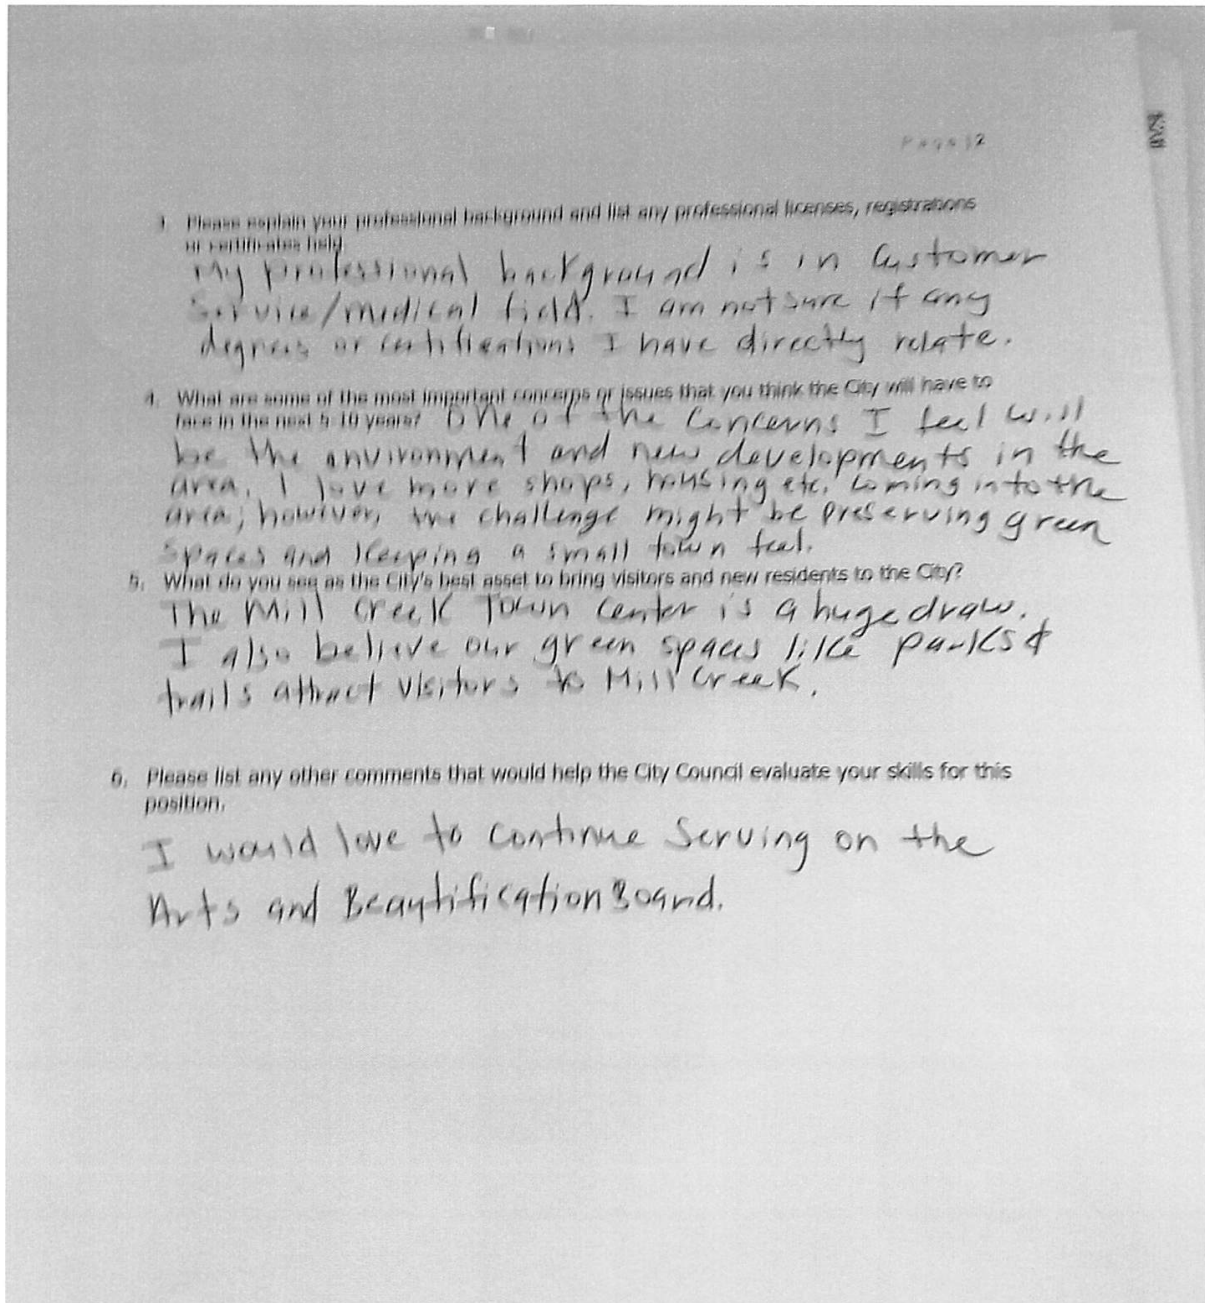 Page | 2
3. Please explain your professional background and list any professional licenses, registrations
or certificates held.
My professional background is in Customer
Service/medical field. I am not sure if any
degrees or certifications I have directly relate.
4. What are some of the most important concerns or issues that you think the City will have to
face in the next 5-10 years? One of the Concerns I feel will
be the environment and new developments in the
area. I love more shops, housing etc. coming into the
area; however, the challenge might be preserving green
spaces and keeping a small town feel.
5. What do you see as the City's best asset to bring visitors and new residents to the City?
The Mill Creek Town Center is a huge draw.
I also believe our green spaces like parks &
trails attract visitors to Mill Creek.
6. Please list any other comments that would help the City Council evaluate your skills for this
position.
I would love to continue Serving on the
Arts and Beautification Board.